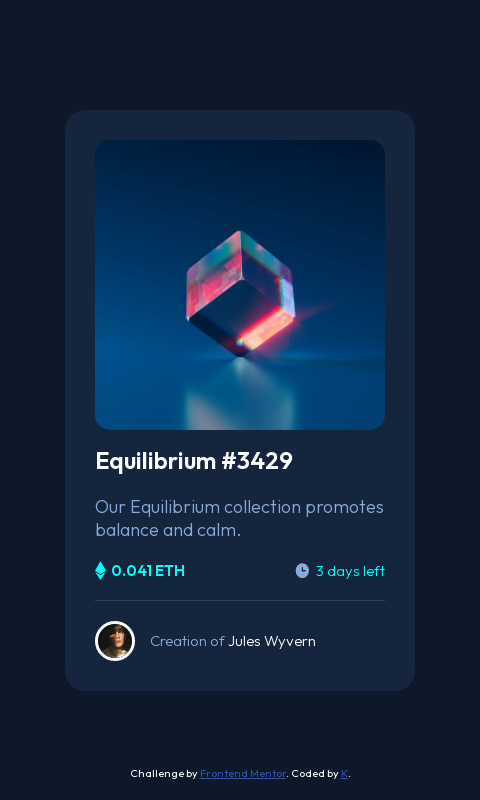 Equilibrium #3429
Our Equilibrium collection promotes
balance and calm.
0.041 ETH
3 days left
Creation of Jules Wyvern
Challenge by Frontend Mentor. Coded by K.